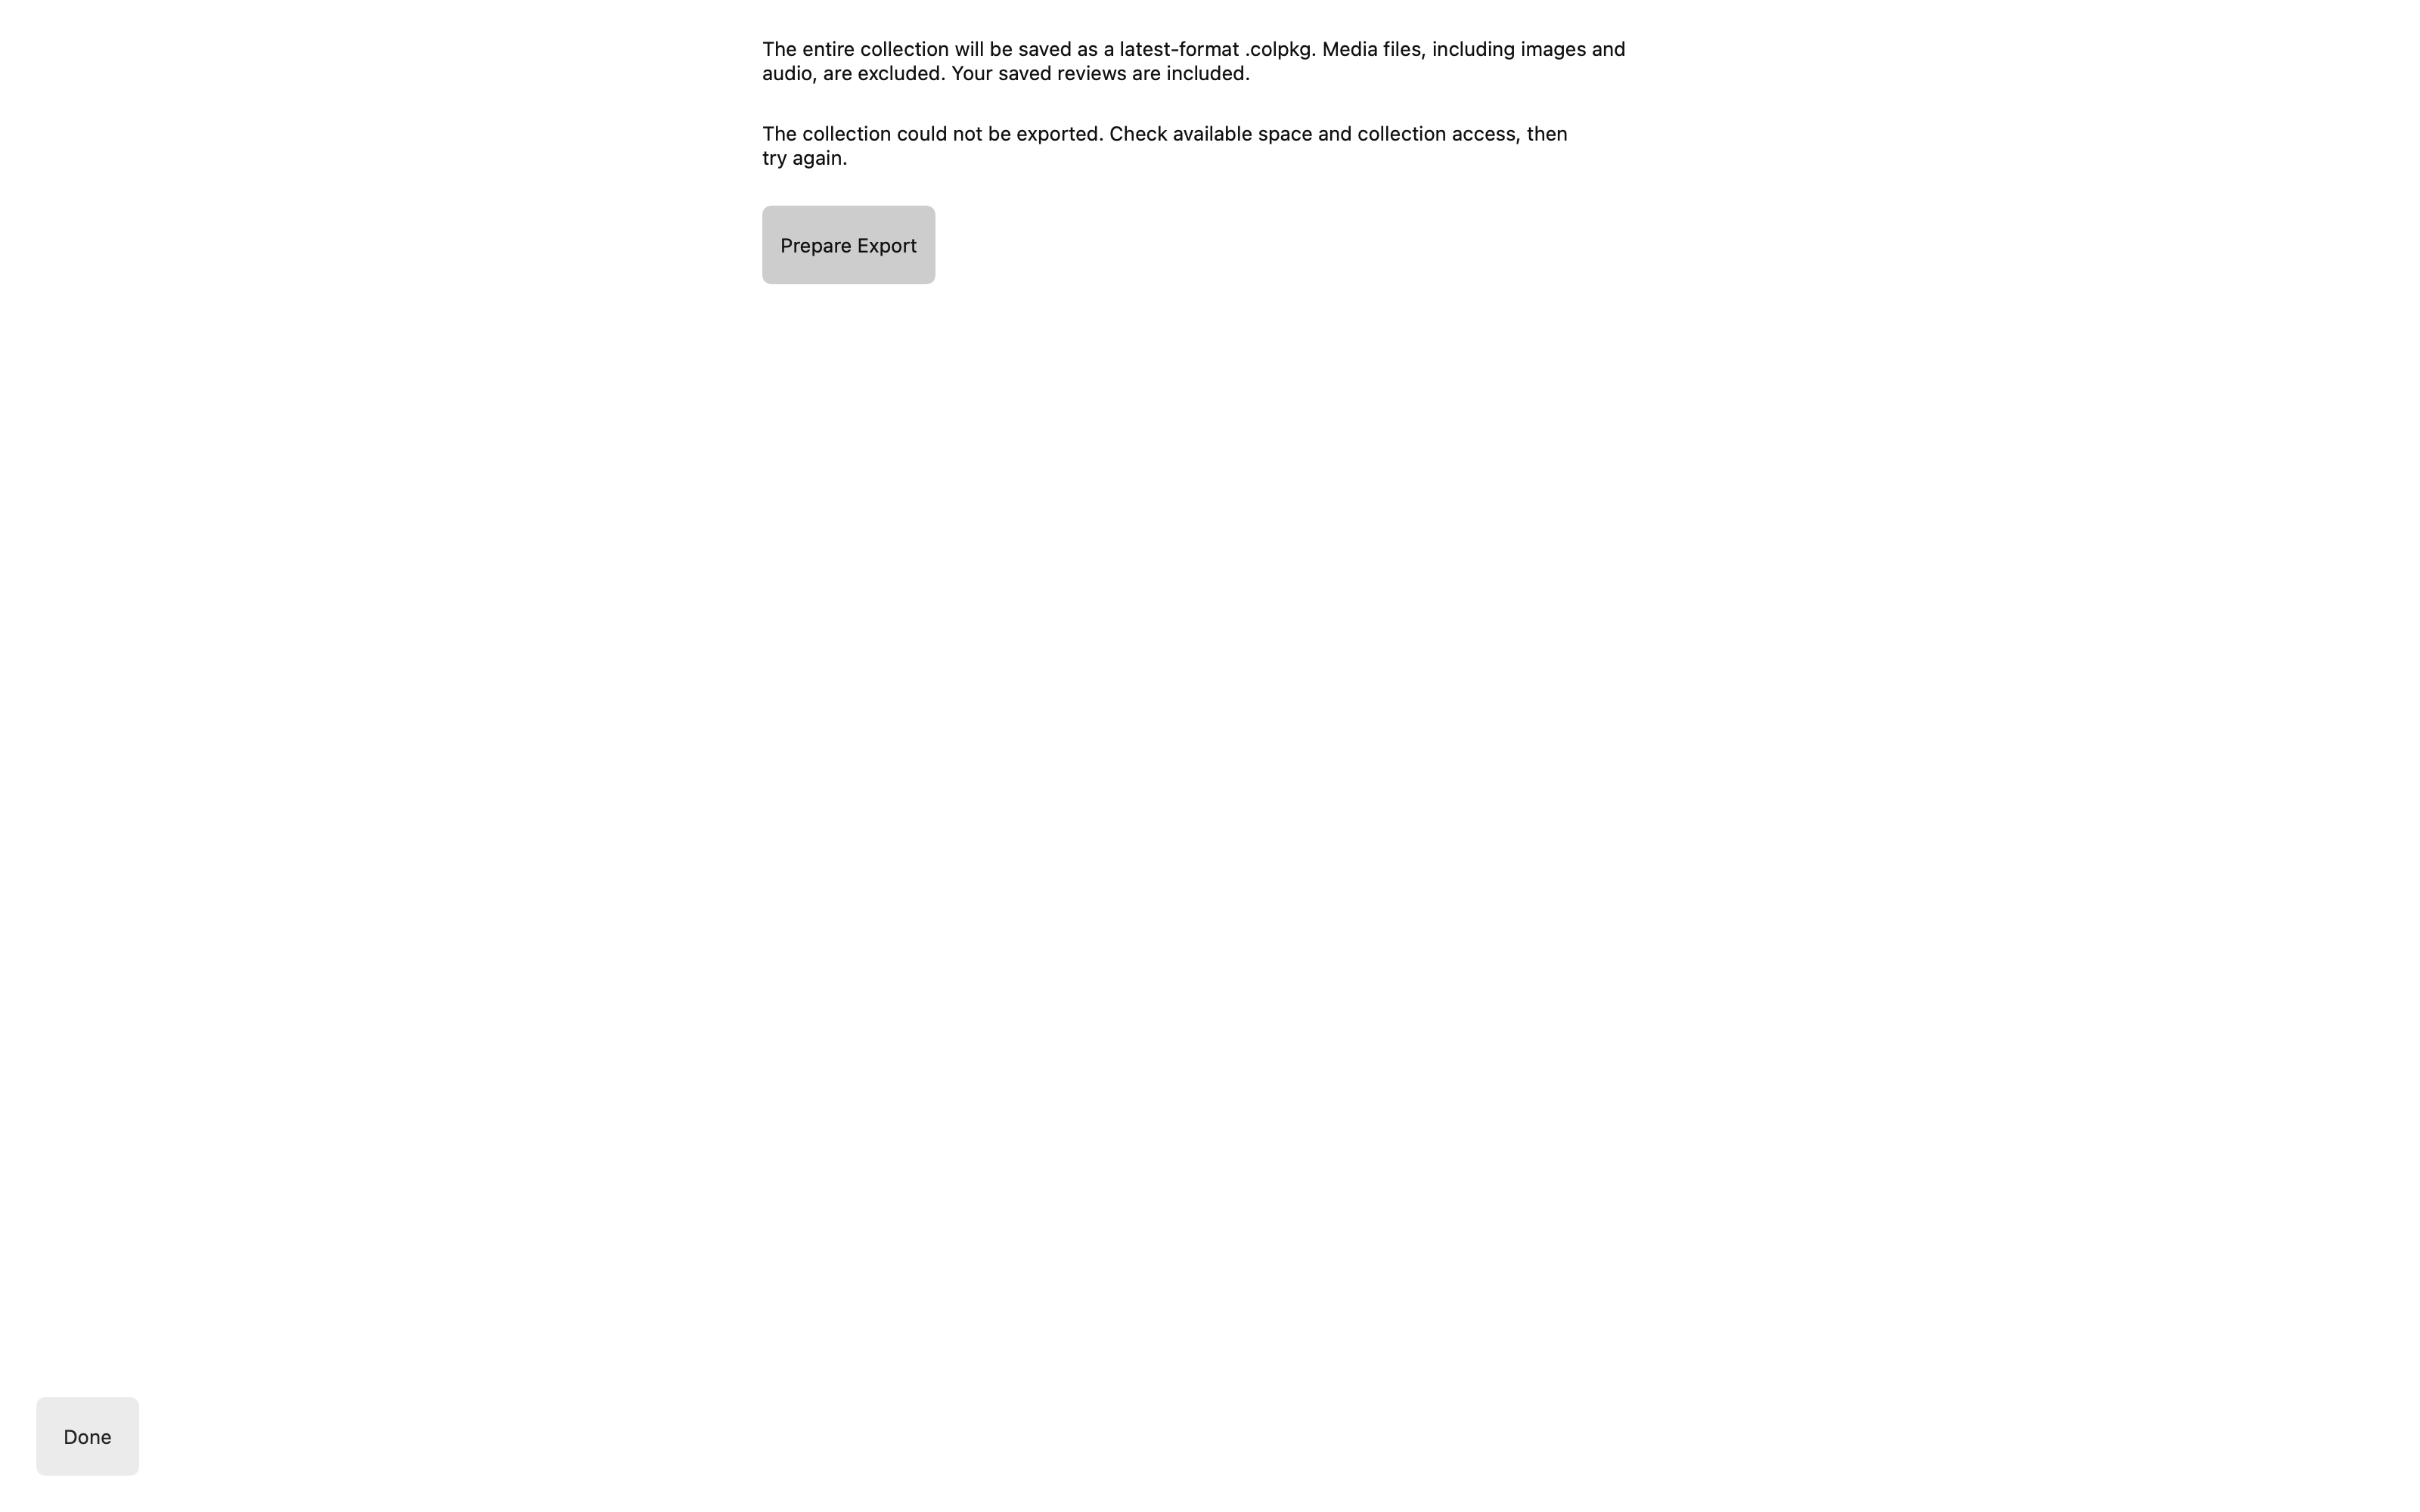 The entire collection will be saved as a latest-format .colpkg. Media files, including images and
audio, are excluded. Your saved reviews are included.
The collection could not be exported. Check available space and collection access, then
try again.
Prepare Export
Done